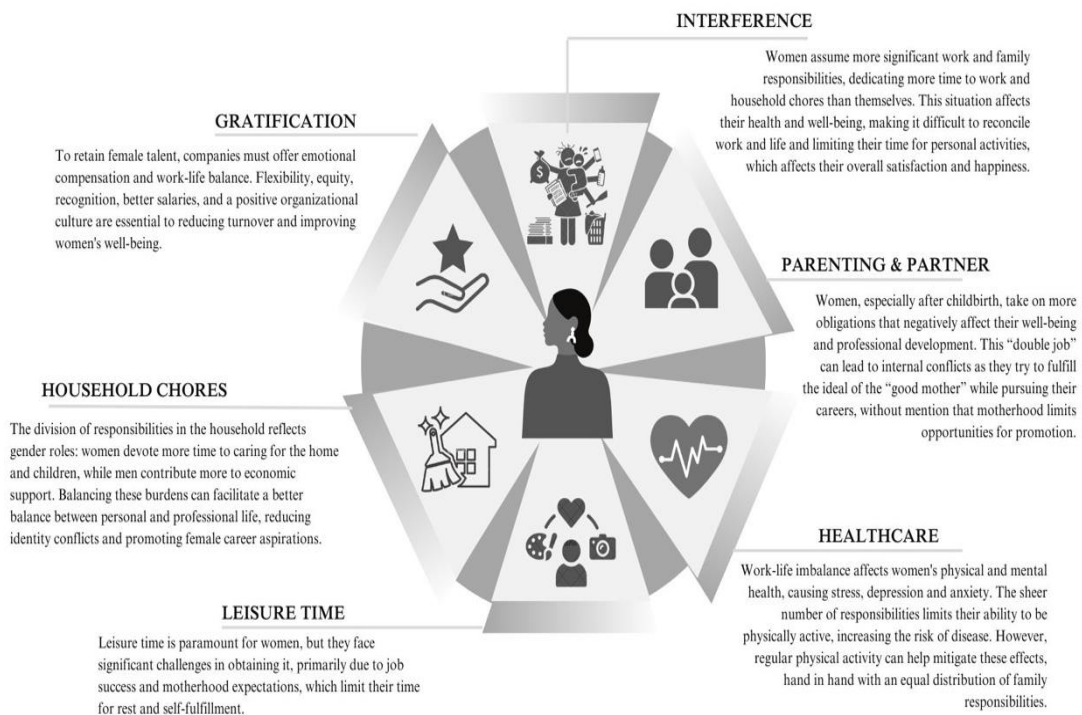 INTERFERENCE
Women assume more significant work and family
responsibilities, dedicating more time to work and
household chores than themselves. This situation affects
their health and well-being, making it difficult to reconcile
work and life and limiting their time for personal activities,
which affects their overall satisfaction and happiness.
PARENTING & PARTNER
Women, especially after childbirth, take on more
obligations that negatively affect their well-being
and professional development. This “double job”
can lead to internal conflicts as they try to fulfill
the ideal of the “good mother” while pursuing their
careers, without mention that motherhood limits
opportunities for promotion.
HEALTHCARE
Work-life imbalance affects women's physical and mental
health, causing stress, depression and anxiety. The sheer
number of responsibilities limits their ability to be
physically active, increasing the risk of disease. However,
regular physical activity can help mitigate these effects,
hand in hand with an equal distribution of family
responsibilities.
LEISURE TIME
Leisure time is paramount for women, but they face
significant challenges in obtaining it, primarily due to job
success and motherhood expectations, which limit their time
for rest and self-fulfillment.
HOUSEHOLD CHORES
The division of responsibilities in the household reflects
gender roles: women devote more time to caring for the home
and children, while men contribute more to economic
support. Balancing these burdens can facilitate a better
balance between personal and professional life, reducing
identity conflicts and promoting female career aspirations.
GRATIFICATION
To retain female talent, companies must offer emotional
compensation and work-life balance. Flexibility, equity,
recognition, better salaries, and a positive organizational
culture are essential to reducing turnover and improving
women's well-being.
$